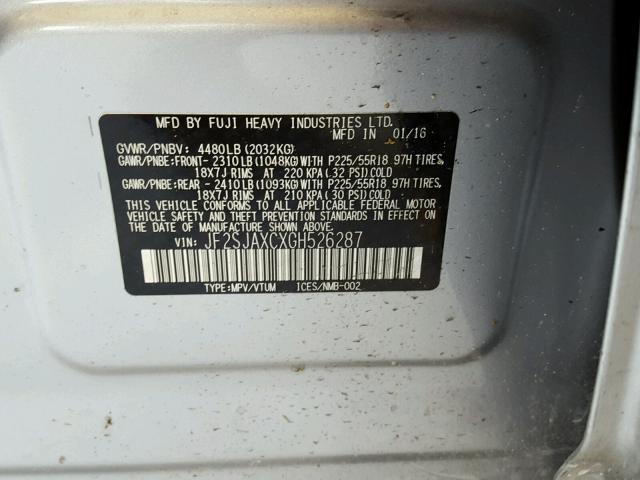 MFD BY FUJI HEAVY INDUSTRIES LTD.
MFD IN 01/16
GVWR/PNBV: 4480LB (2032KG)
GAWR/PNBE:FRONT- 2310LB (1048KG) WITH P225/55R18 97H TIRES,
18X7J RIMS AT 220 KPA ( 32 PSI) COLD
GAWR/PNBE:REAR - 2410LB (1093KG) WITH P225/55R18 97H TIRES,
18X7J RIMS AT 210 KPA ( 30 PSI) COLD
THIS VEHICLE CONFORMS TO ALL APPLICABLE FEDERAL MOTOR
VEHICLE SAFETY AND THEFT PREVENTION STANDARDS IN EFFECT
ON THE DATE OF MANUFACTURE SHOWN ABOVE.
VIN: JF2SJAXCXGH526287
TYPE:MPV/VTUM ICES/NMB-002